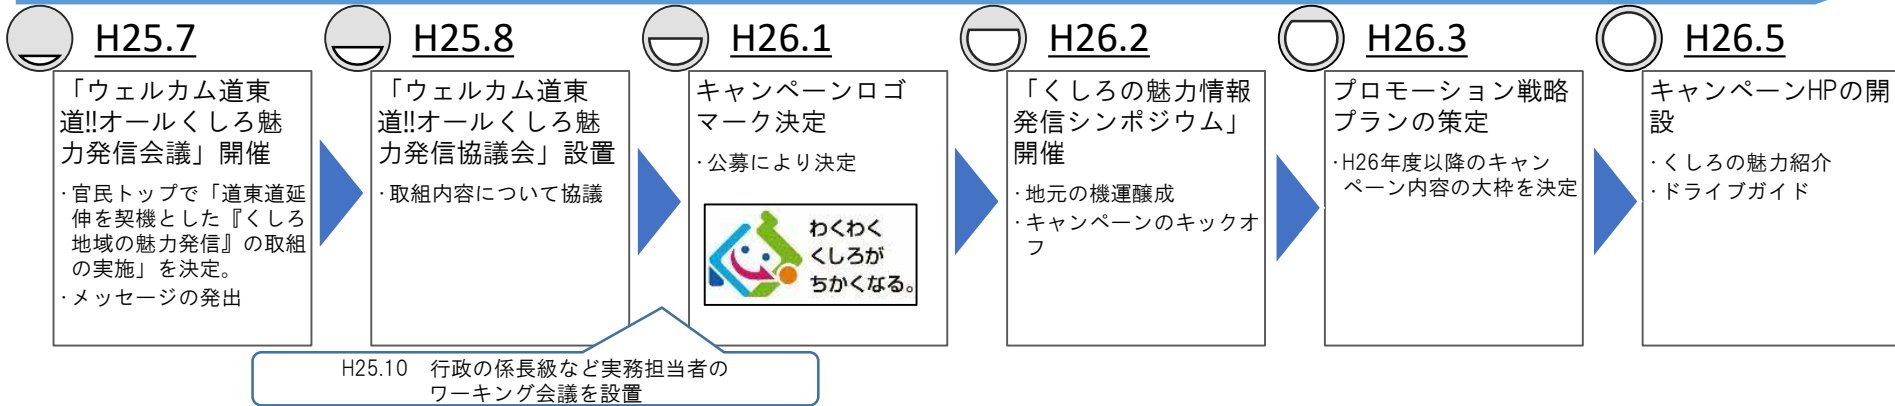 H25.7
「ウェルカム道東
道!!オールくしろ魅
力発信会議」開催
・官民トップで「道東道延
伸を契機とした『くしろ
地域の魅力発信』の取組
の実施」を決定。
・メッセージの発出
H25.8
「ウェルカム道東
道!!オールくしろ魅
力発信協議会」設置
・取組内容について協議
H25.10 行政の係長級など実務担当者の
ワーキング会議を設置
H26.1
キャンペーンロゴ
マーク決定
・公募により決定
わくわく
くしろが
ちかくなる。
H26.2
「くしろの魅力情報
発信シンポジウム」
開催
・地元の機運醸成
・キャンペーンのキックオ
フ
H26.3
プロモーション戦略
プランの策定
・H26年度以降のキャン
ペーン内容の大枠を決定
H26.5
キャンペーンHPの開
設
・くしろの魅力紹介
・ドライブガイド